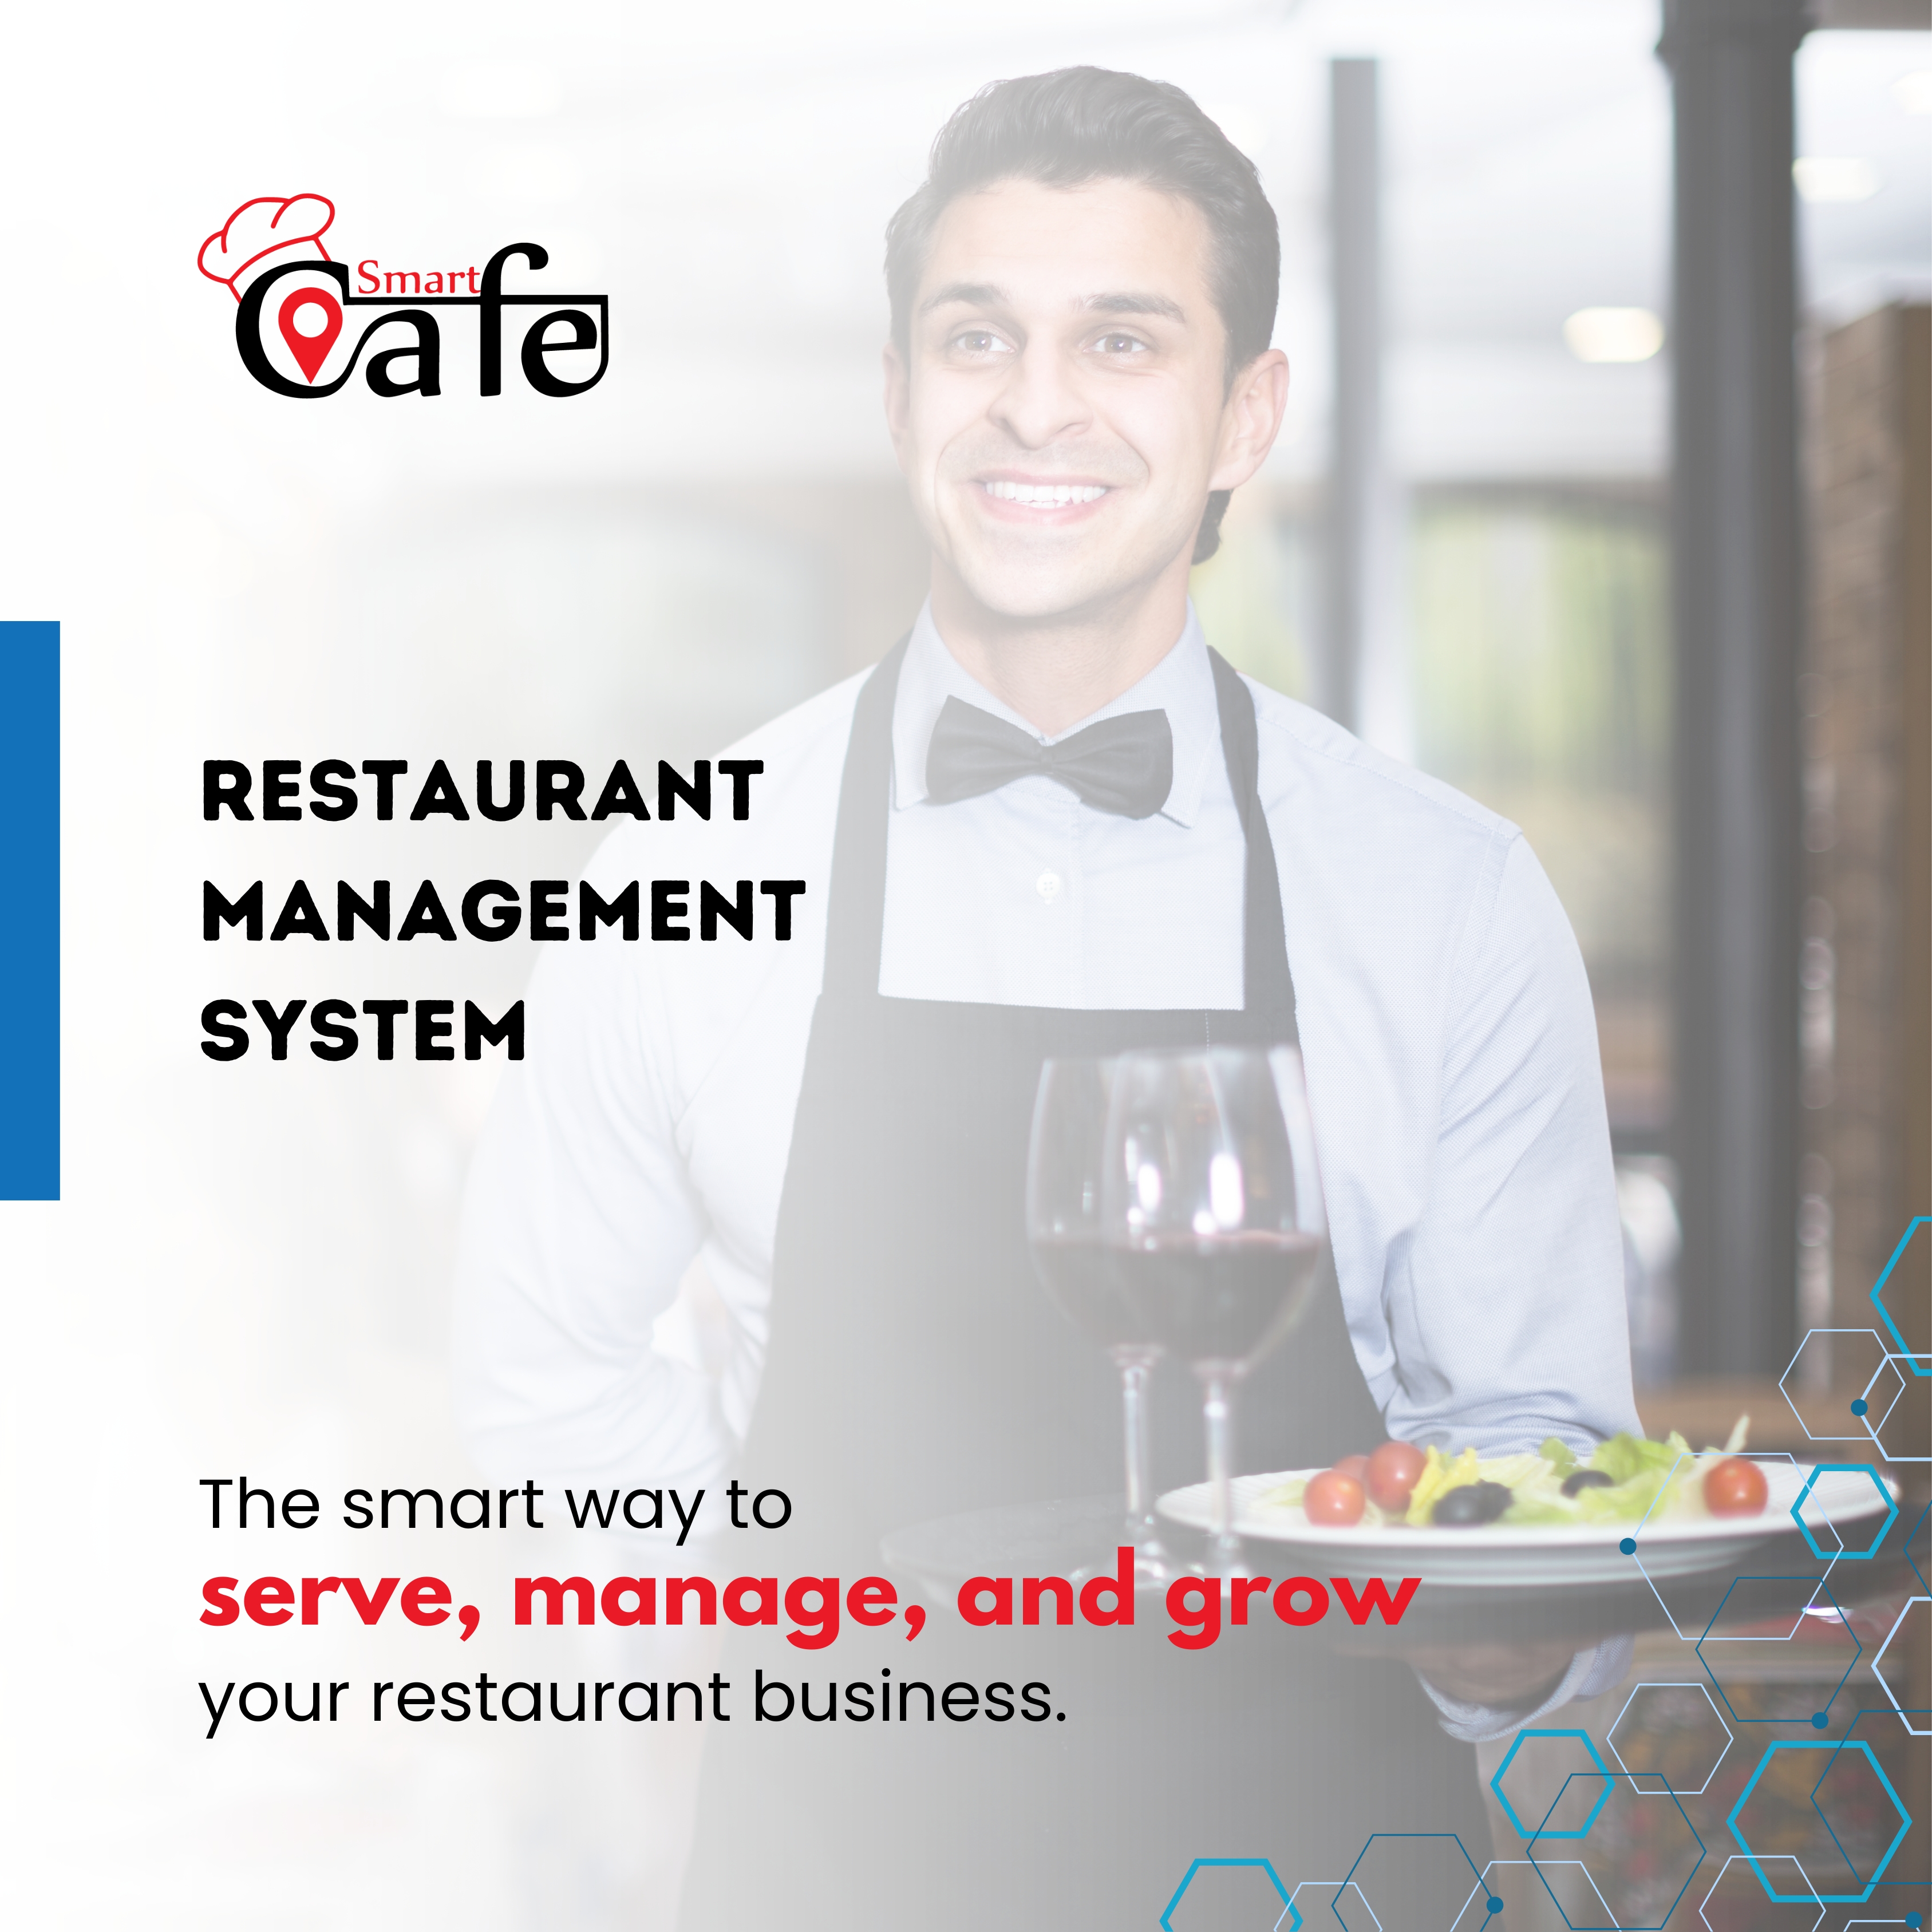 Smart
Cafe
RESTAURANT
MANAGEMENT
SYSTEM
The smart way to
serve, manage, and grow
your restaurant business.